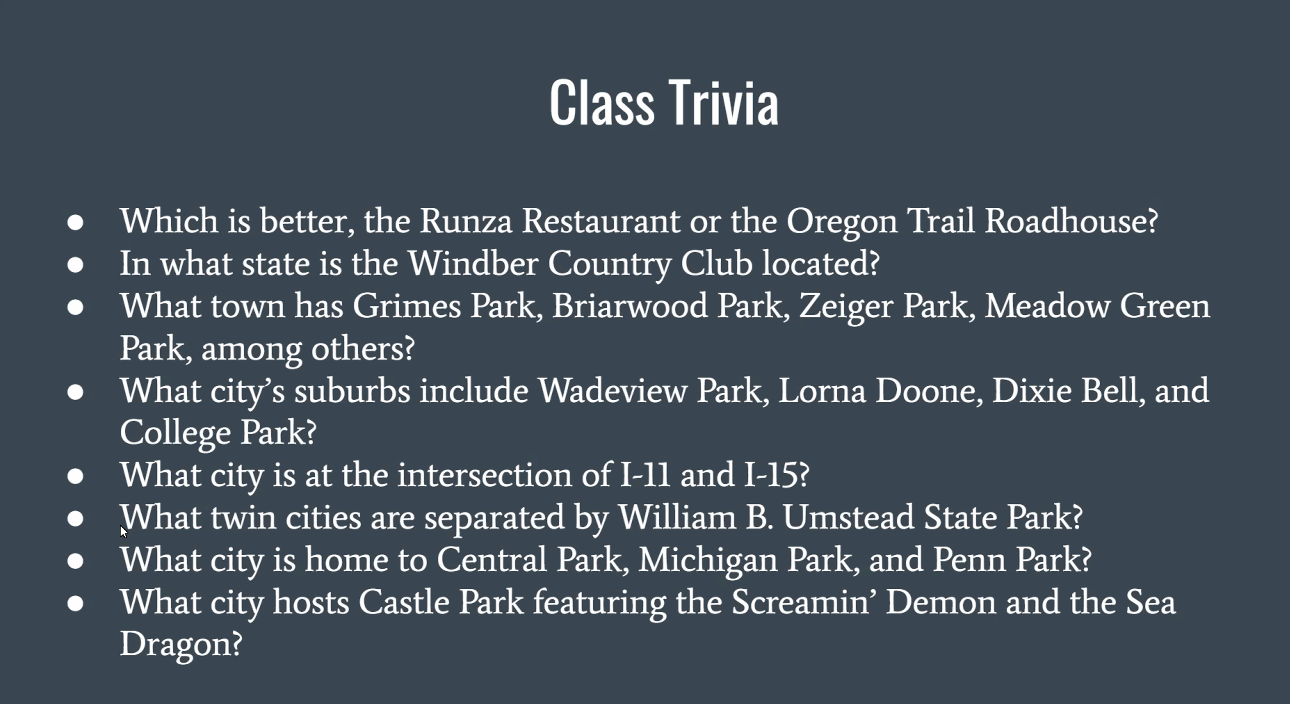 Class Trivia
● Which is better, the Runza Restaurant or the Oregon Trail Roadhouse?
● In what state is the Windber Country Club located?
● What town has Grimes Park, Briarwood Park, Zeiger Park, Meadow Green
Park, among others?
● What city’s suburbs include Wadeview Park, Lorna Doone, Dixie Bell, and
College Park?
● What city is at the intersection of I-11 and I-15?
● What twin cities are separated by William B. Umstead State Park?
● What city is home to Central Park, Michigan Park, and Penn Park?
● What city hosts Castle Park featuring the Screamin’ Demon and the Sea
Dragon?